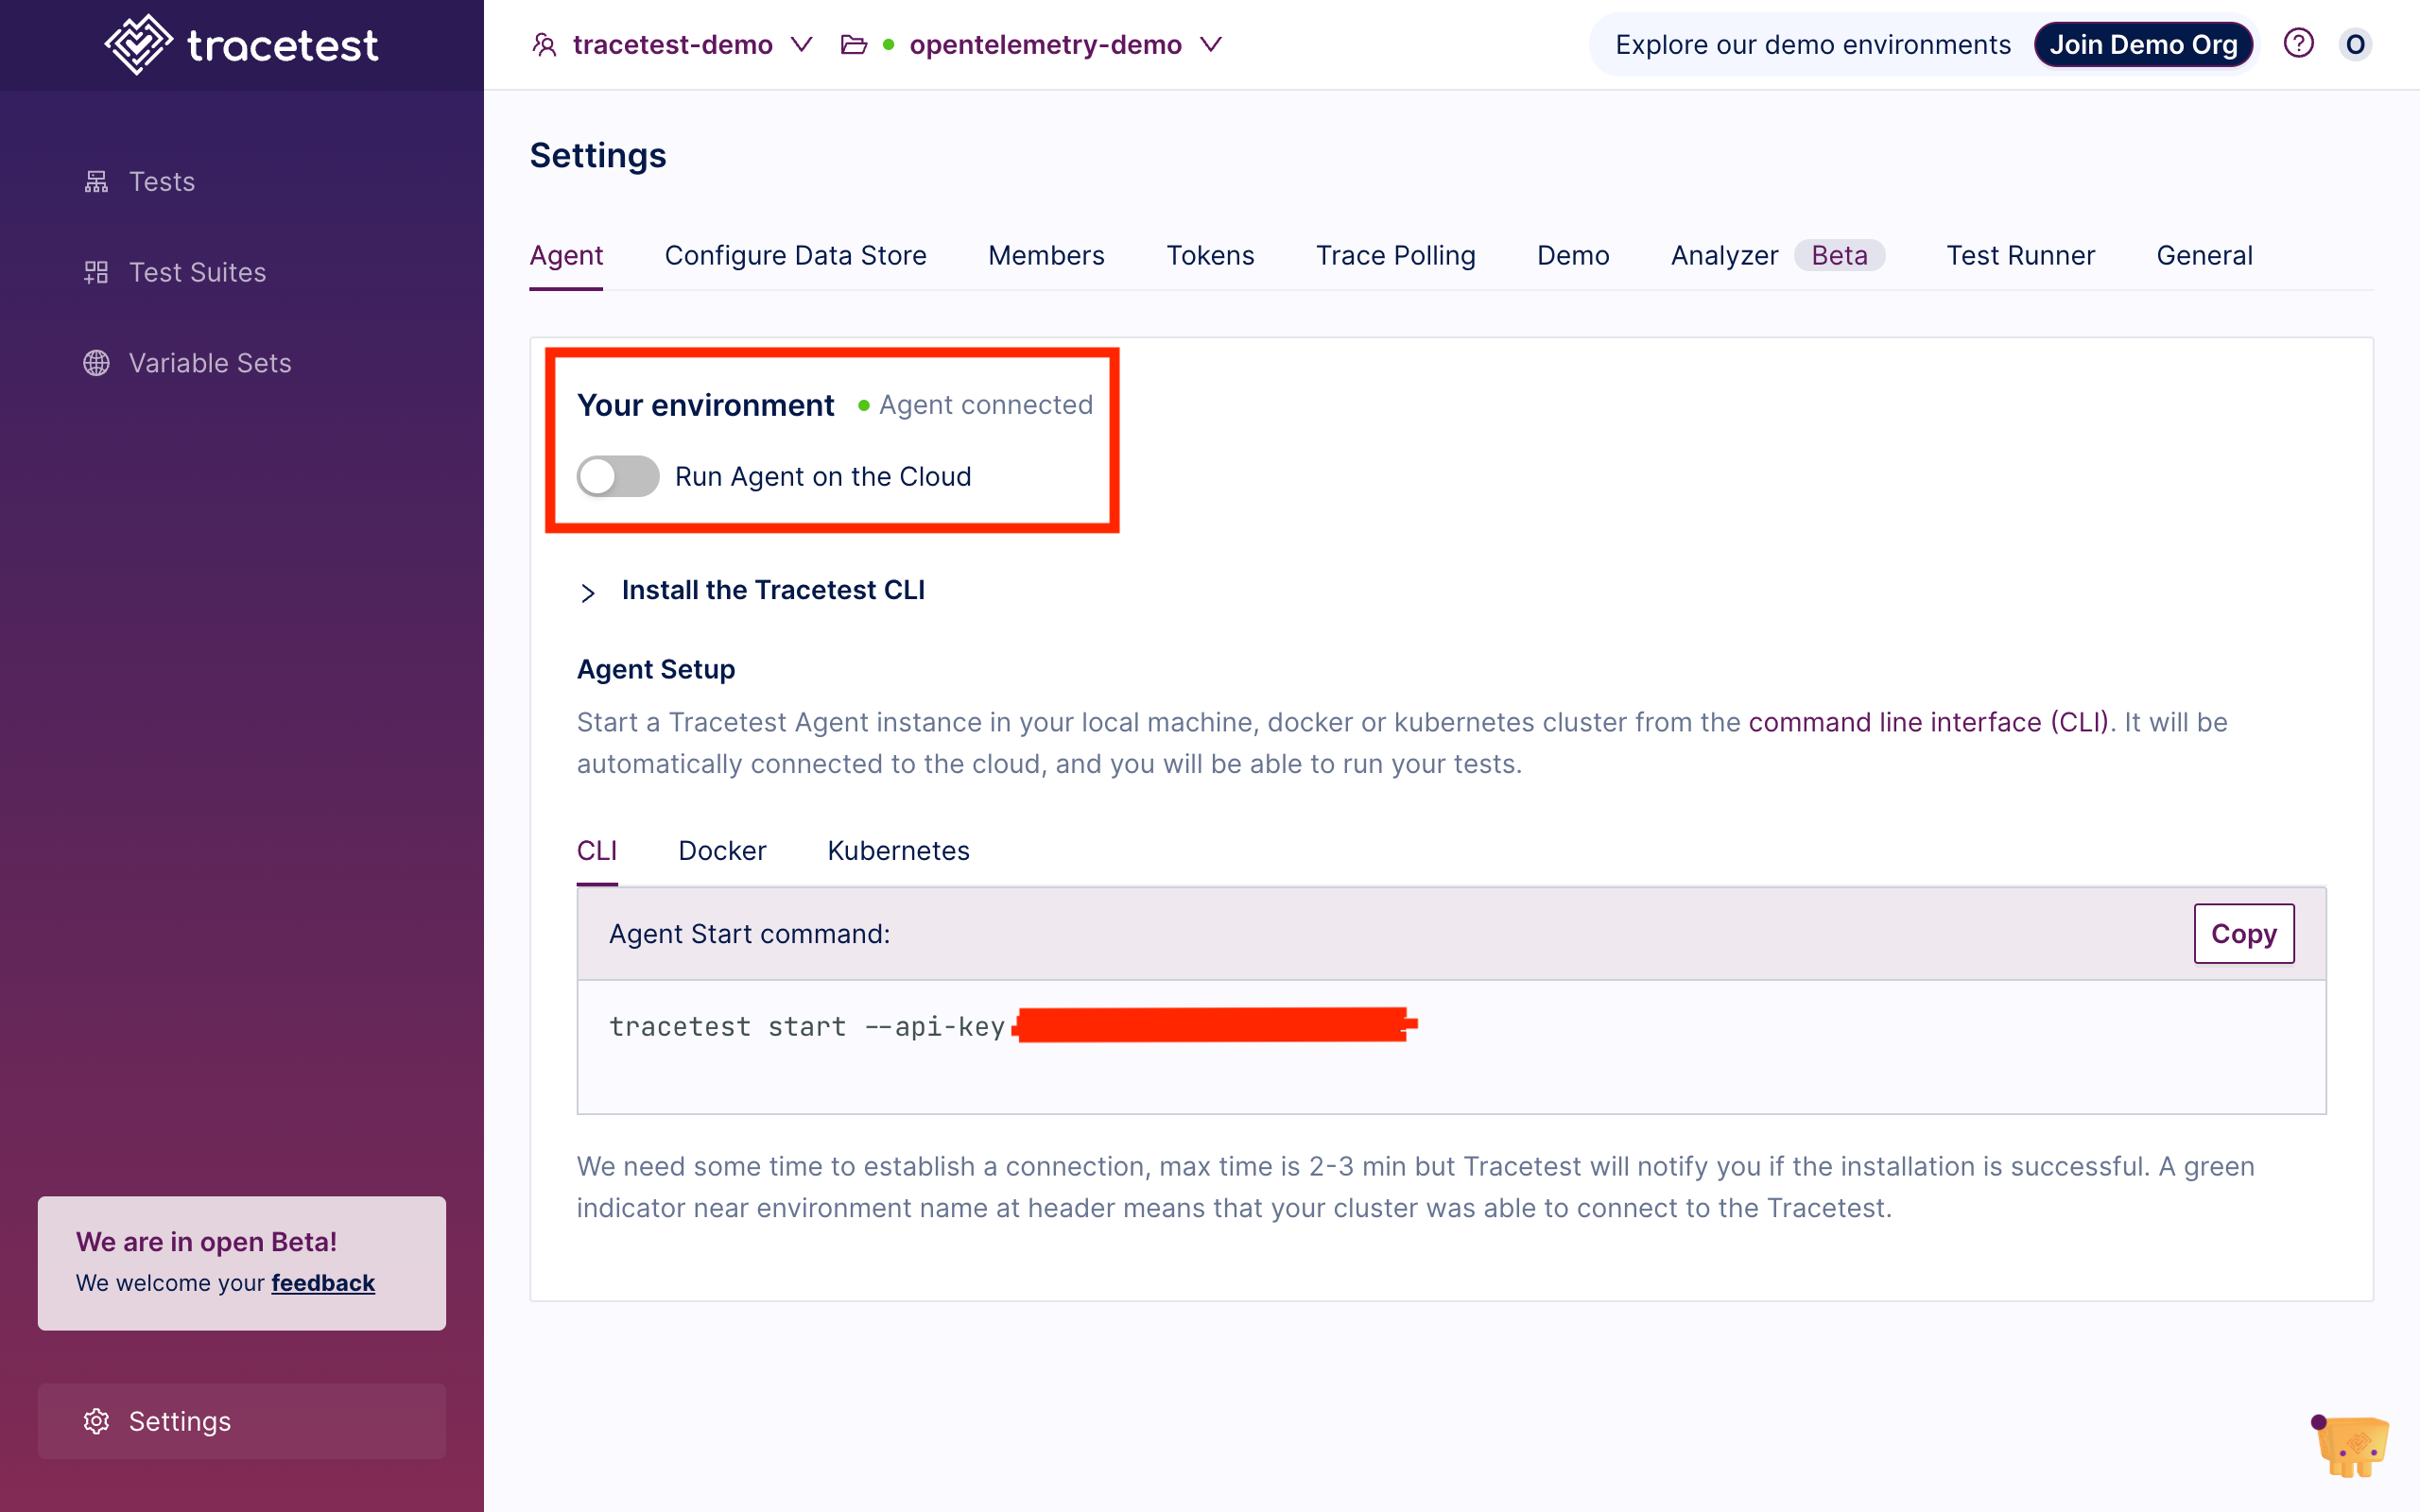 tracetest
tracetest-demo opentelemetry-demo Explore our demo environments Join Demo Org O
Tests
Test Suites
Variable Sets
We are in open Beta!
We welcome your feedback
Settings
Settings
Agent Configure Data Store Members Tokens Trace Polling Demo Analyzer Beta Test Runner General
Your environment Agent connected
Run Agent on the Cloud
Install the Tracetest CLI
Agent Setup
Start a Tracetest Agent instance in your local machine, docker or kubernetes cluster from the command line interface (CLI). It will be
automatically connected to the cloud, and you will be able to run your tests.
CLI Docker Kubernetes
Agent Start command: Copy
tracetest start --api-key
We need some time to establish a connection, max time is 2-3 min but Tracetest will notify you if the installation is successful. A green
indicator near environment name at header means that your cluster was able to connect to the Tracetest.